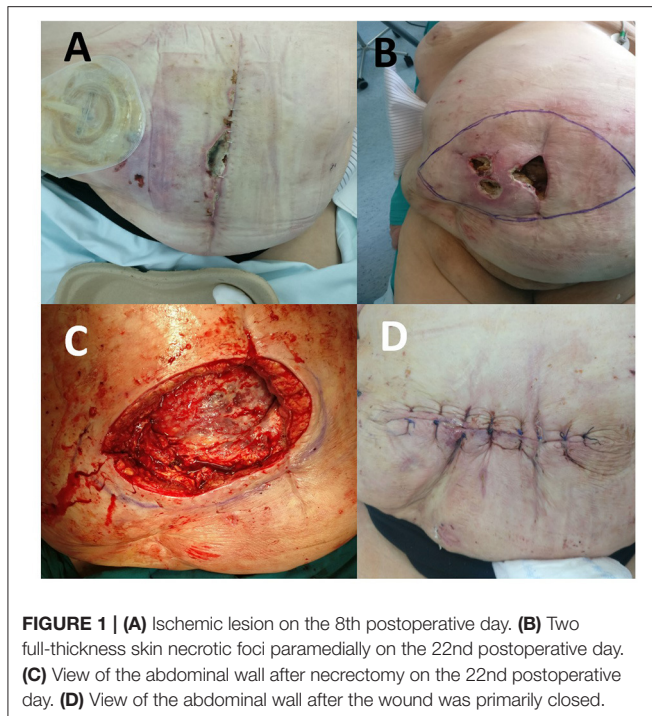 A
B
C
D
FIGURE 1 | (A) Ischemic lesion on the 8th postoperative day. (B) Two
full-thickness skin necrotic foci paramedially on the 22nd postoperative day.
(C) View of the abdominal wall after necrectomy on the 22nd postoperative
day. (D) View of the abdominal wall after the wound was primarily closed.